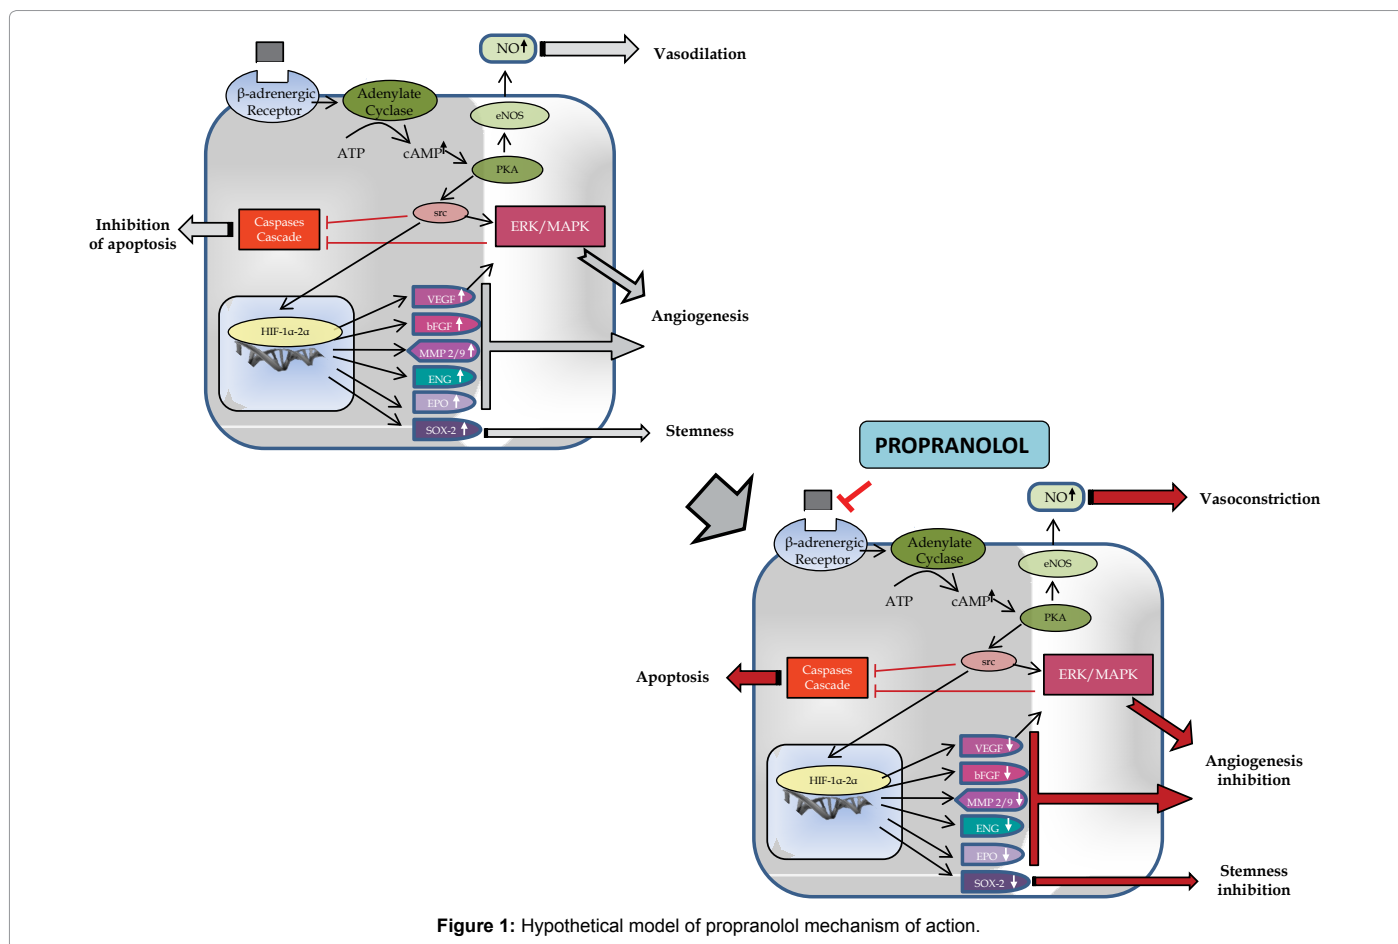 NO
Vasodilation
β-adrenergic
Receptor
Adenylate
Cyclase
eNOS
ATP
cAMP
PKA
src
Inhibition
of apoptosis
Caspases
Cascade
ERK/MAPK
VEGF
HIF-1α-2α
bFGF
MMP 2/9
ENG
EPO
SOX-2
Angiogenesis
Stemness
PROPRANOLOL
NO
Vasoconstriction
β-adrenergic
Receptor
Adenylate
Cyclase
eNOS
ATP
cAMP
PKA
src
Apoptosis
Caspases
Cascade
ERK/MAPK
VEGF
HIF-1α-2α
bFGF
MMP 2/9
ENG
EPO
SOX-2
Angiogenesis
inhibition
Stemness
inhibition
Figure 1: Hypothetical model of propranolol mechanism of action.